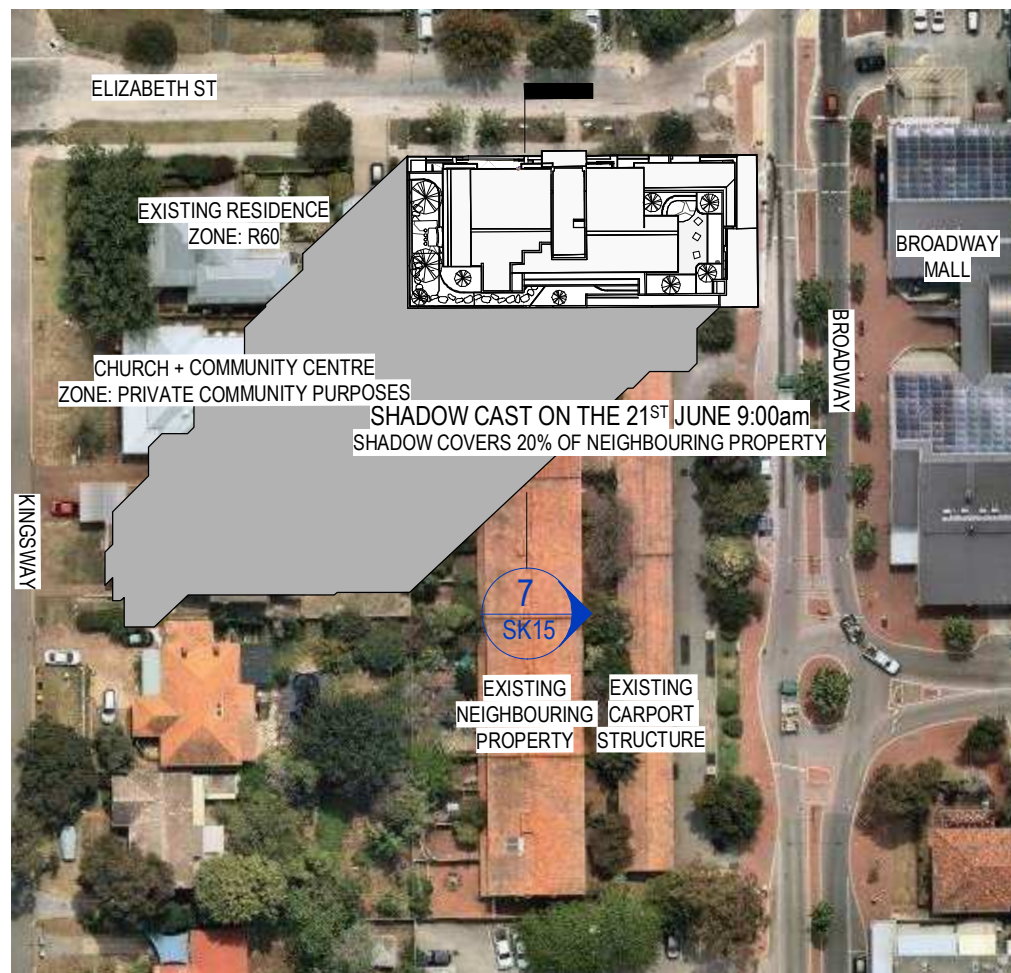 ELIZABETH ST
EXISTING RESIDENCE
ZONE: R60
BROADWAY
MALL
BROADWAY
CHURCH + COMMUNITY CENTRE
ZONE: PRIVATE COMMUNITY PURPOSES
SHADOW CAST ON THE 21ST JUNE 9:00am
SHADOW COVERS 20% OF NEIGHBOURING PROPERTY
KINGSWAY
7
SK15
EXISTING
NEIGHBOURING
PROPERTY
EXISTING
CARPORT
STRUCTURE